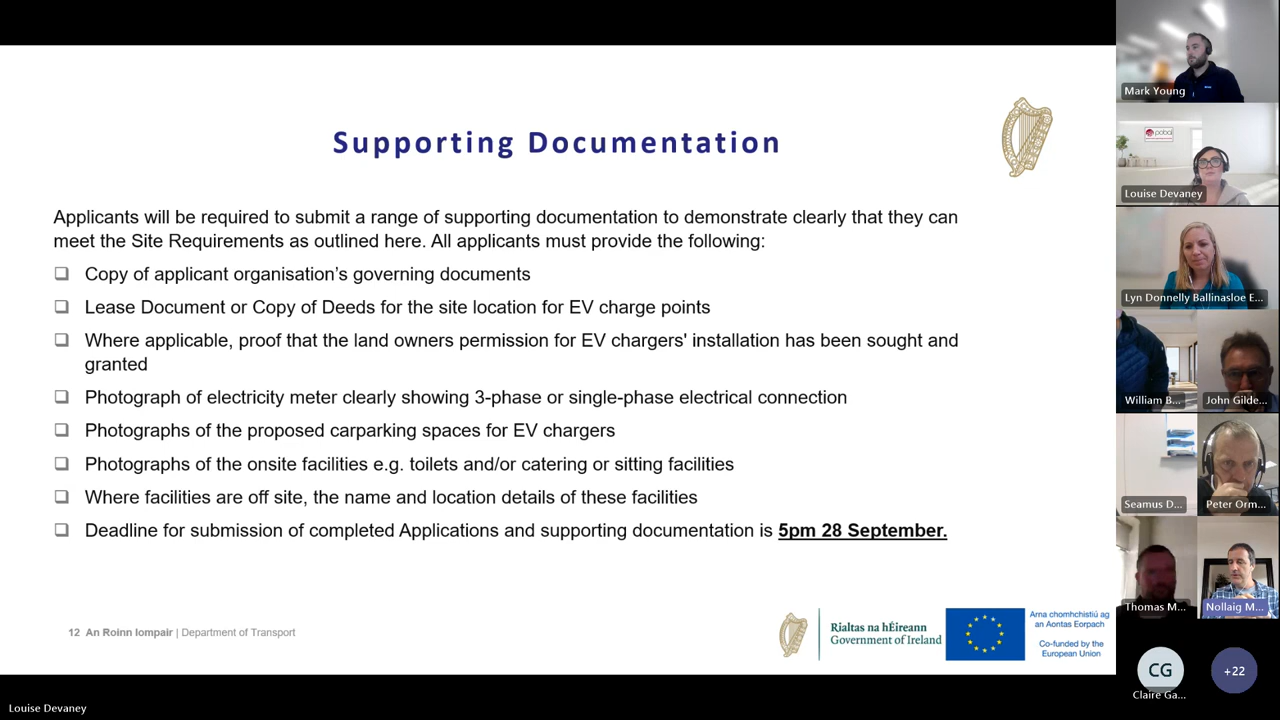 Supporting Documentation
Applicants will be required to submit a range of supporting documentation to demonstrate clearly that they can
meet the Site Requirements as outlined here. All applicants must provide the following:
❑ Copy of applicant organisation's governing documents
❑ Lease Document or Copy of Deeds for the site location for EV charge points
❑ Where applicable, proof that the land owners permission for EV chargers' installation has been sought and
granted
❑ Photograph of electricity meter clearly showing 3-phase or single-phase electrical connection
❑ Photographs of the proposed carparking spaces for EV chargers
❑ Photographs of the onsite facilities e.g. toilets and/or catering or sitting facilities
❑ Where facilities are off site, the name and location details of these facilities
❑ Deadline for submission of completed Applications and supporting documentation is 5pm 28 September.
12 An Roinn Iompair | Department of Transport
Rialtas na hÉireann
Government of Ireland
Arna chomhchistiú ag
an Aontas Eorpach
Co-funded by the
European Union
Louise Devaney
Mark Young
pobal
Louise Devaney
Lyn Donnelly Ballinasloe E...
William B...
John Gilde...
Seamus D...
Peter Orm...
Thomas M...
Nollaig M...
CG
+22
Claire Ga...